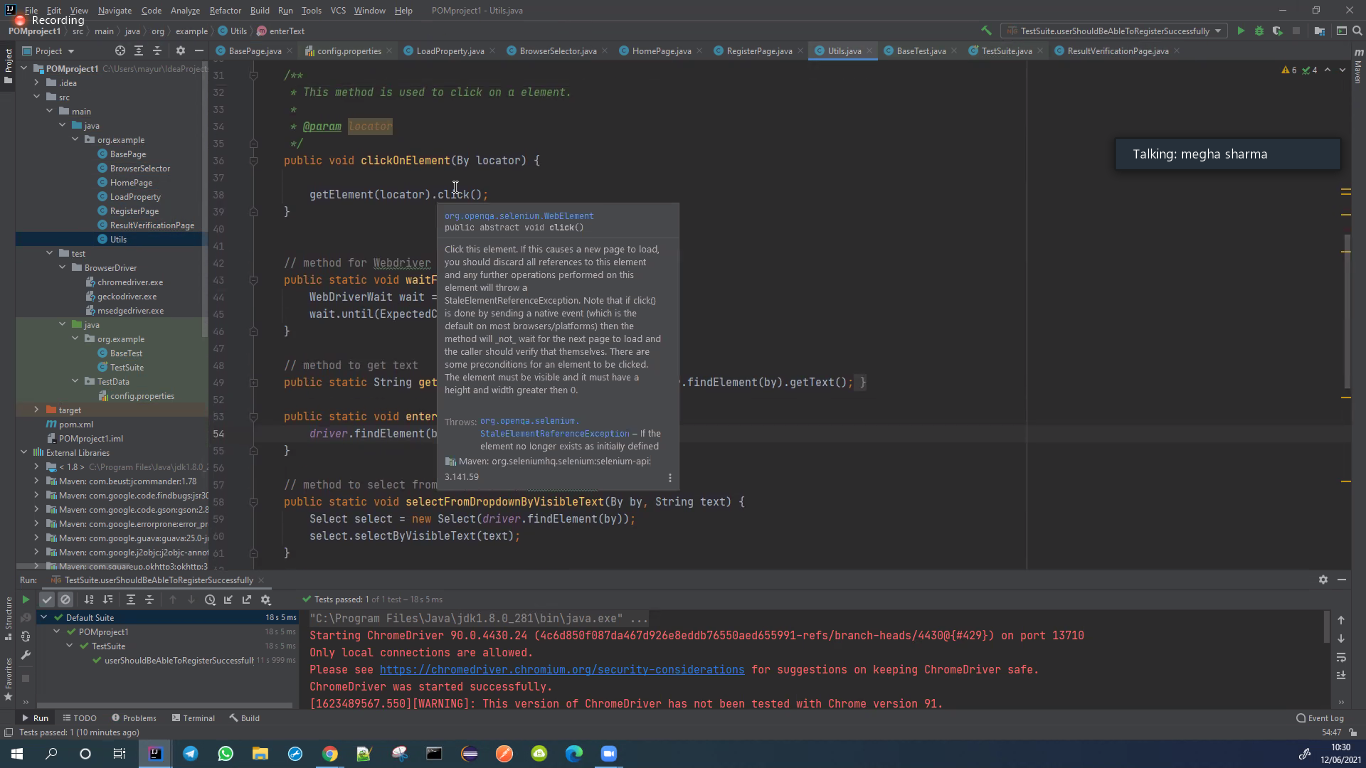 Recording
File Edit View Navigate Code Analyze Refactor Build Run Tools VCS Window Help POMproject1 - Utils.java
POMproject1 src main java org example Utils enterText TestSuite.userShouldBeAbleToRegisterSuccessfully
Project BasePage.java config.properties LoadProperty.java BrowserSelector.java HomePage.java RegisterPage.java Utils.java BaseTest.java TestSuite.java ResultVerificationPage.java
Project
Maven
POMproject1 C:\Users\mayur\IdeaProject
.idea
src
main
java
org.example
BasePage
BrowserSelector
HomePage
LoadProperty
RegisterPage
ResultVerificationPage
Utils
test
BrowserDriver
chromedriver.exe
geckodriver.exe
msedgedriver.exe
java
org.example
BaseTest
TestSuite
TestData
config.properties
target
pom.xml
POMproject1.iml
External Libraries
< 1.8 > C:\Program Files\Java\jdk1.8.0_
Maven: com.beust:jcommander:1.
Maven: com.google.code.findbugs:jsr30
Maven: com.google.code.gson:gson:2.8
Maven: com.google.errorprone:error_pr
Maven: com.google.guava:guava:25.0-
Maven: com.google.j2objc:j2objc-annot
6 4
Talking: megha sharma
31 /**
32 * This method is used to click on a element.
33 *
34 * @param locator
35 */
36 public void clickOnElement(By locator) {
37
38 getElement(locator).click();
39 }
40
41
42 // method for Webdriver
43 public static void waitF
44 WebDriverWait wait =
45 wait.until(ExpectedC
46 }
47
48 // method to get text
49 public static String get r.findElement(by).getText(); }
52
53 public static void enter
54 driver.findElement(b
55 }
56
57 // method to select from
58 public static void selectFromDropdownByVisibleText(By by, String text) {
59 Select select = new Select(driver.findElement(by));
60 select.selectByVisibleText(text);
61 }
org.openqa.selenium.WebElement
public abstract void click()
Click this element. If this causes a new page to load,
you should discard all references to this element
and any further operations performed on this
element will throw a
StaleElementReferenceException. Note that if click()
is done by sending a native event (which is the
default on most browsers/platforms) then the
method will _not_ wait for the next page to load and
the caller should verify that themselves. There are
some preconditions for an element to be clicked.
The element must be visible and it must have a
height and width greater then 0.
Throws: org.openqa.selenium.
StaleElementReferenceException – If the
element no longer exists as initially defined
Maven: org.seleniumhq.selenium:selenium-api:
3.141.59
Run: TestSuite.userShouldBeAbleToRegisterSuccessfully
Tests passed: 1 of 1 test – 18 s 5 ms
Default Suite 18 s 5 ms
POMproject1 18 s 5 ms
TestSuite 18 s 5 ms
userShouldBeAbleToRegisterSuccessfull 11 s 999 ms
"C:\Program Files\Java\jdk1.8.0_281\bin\java.exe" ...
Starting ChromeDriver 90.0.4430.24 (4c6d850f087da467d926e8eddb76550aed655991-refs/branch-heads/4430@{#429}) on port 13710
Only local connections are allowed.
Please see https://chromedriver.chromium.org/security-considerations for suggestions on keeping ChromeDriver safe.
ChromeDriver was started successfully.
[1623489567.550][WARNING]: This version of ChromeDriver has not been tested with Chrome version 91.
Structure
Favorites
Run TODO Problems Terminal Build Event Log
Tests passed: 1 (10 minutes ago) 54:47
10:30
12/06/2021